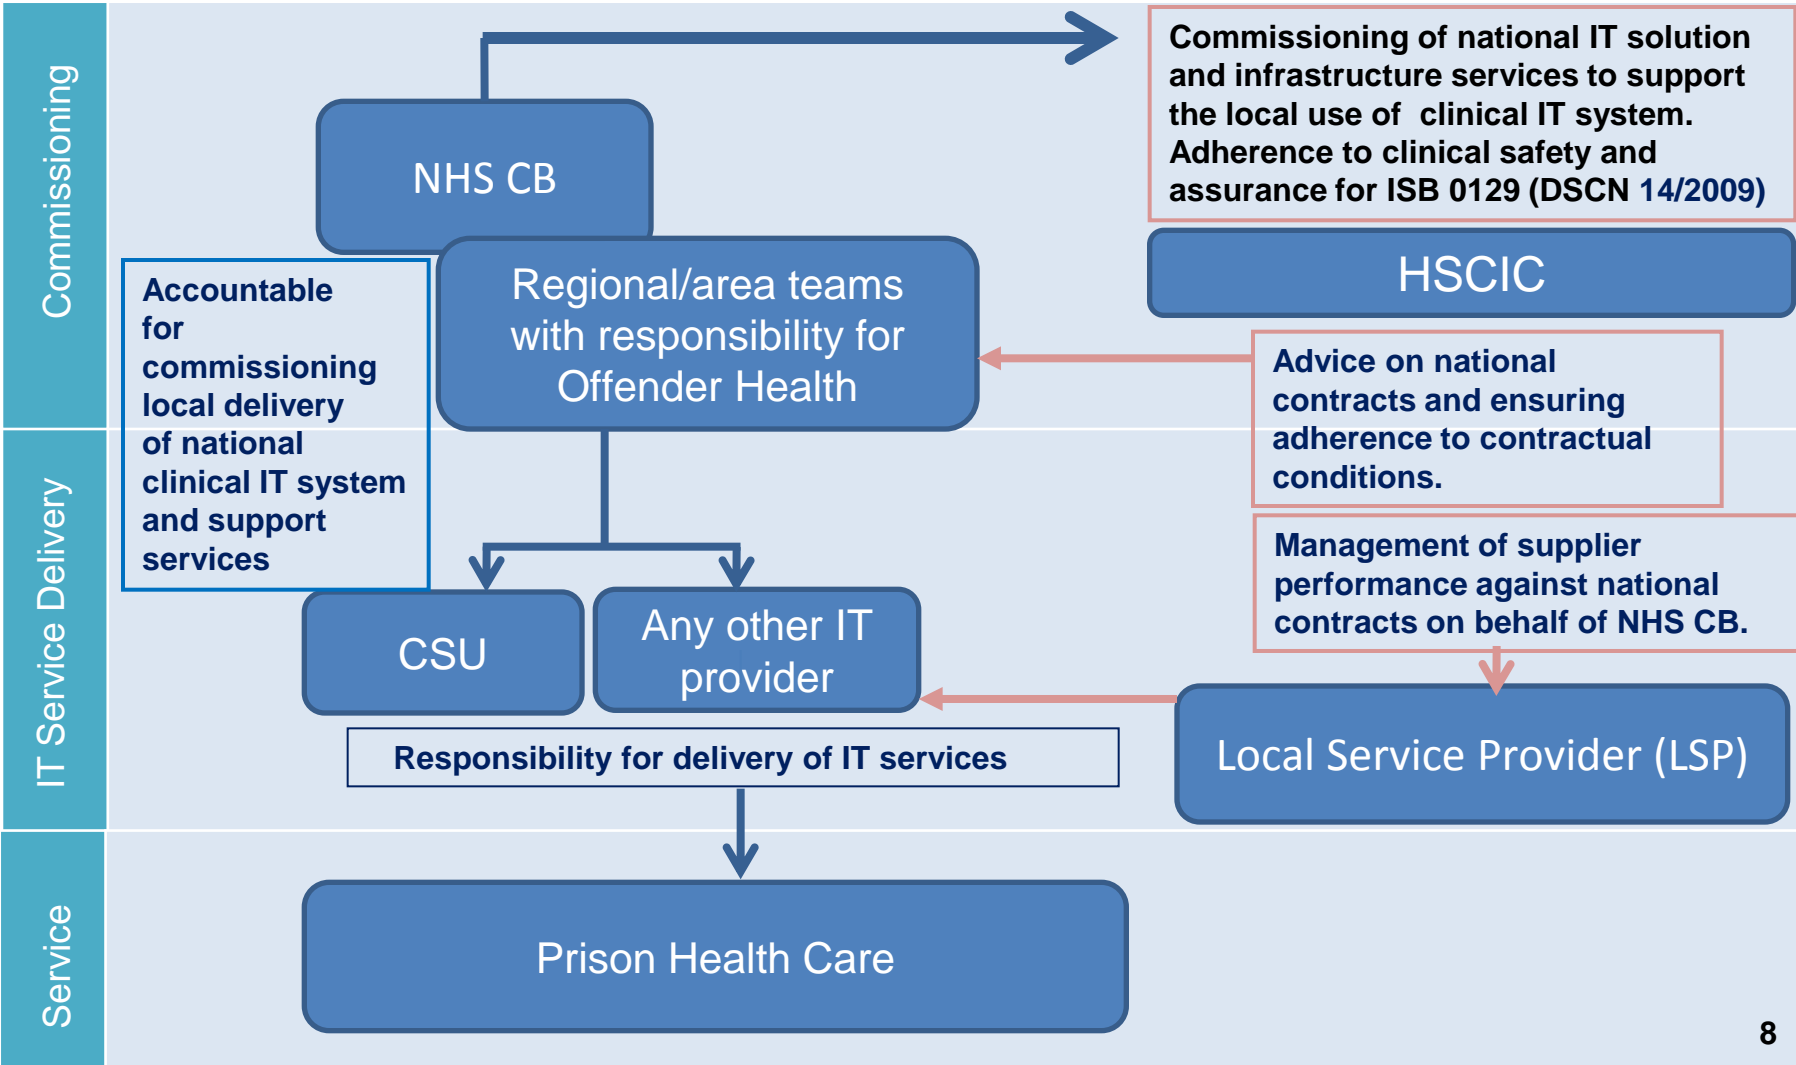 Commissioning
NHS CB
Commissioning of national IT solution
and infrastructure services to support
the local use of clinical IT system.
Adherence to clinical safety and
assurance for ISB 0129 (DSCN 14/2009)
HSCIC
Accountable
for
commissioning
local delivery
of national
clinical IT system
and support
services
Regional/area teams
with responsibility for
Offender Health
Advice on national
contracts and ensuring
adherence to contractual
conditions.
IT Service Delivery
Management of supplier
performance against national
contracts on behalf of NHS CB.
CSU
Any other IT
provider
Local Service Provider (LSP)
Responsibility for delivery of IT services
Service
Prison Health Care
8